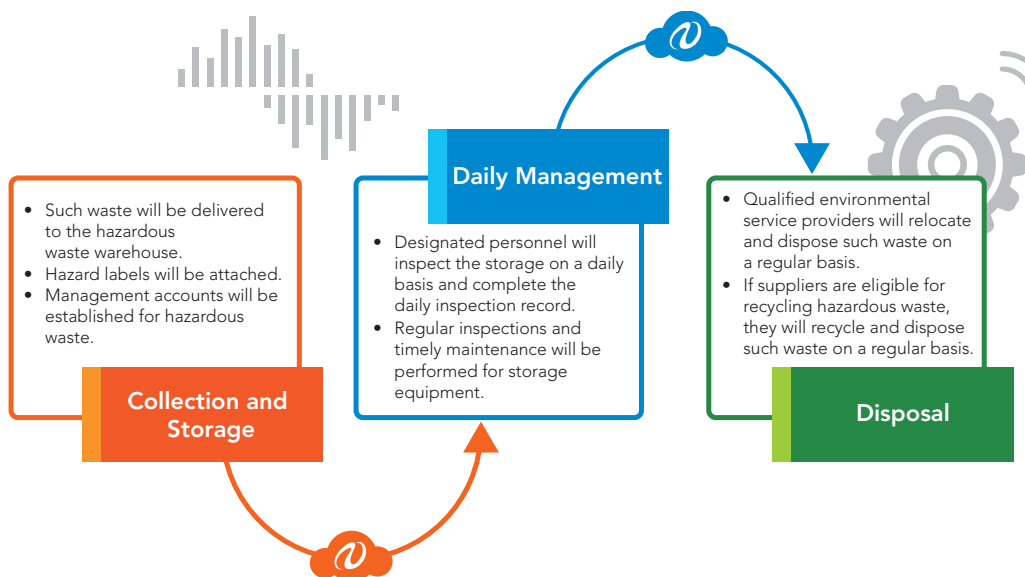 • Such waste will be delivered
to the hazardous
waste warehouse.
• Hazard labels will be attached.
• Management accounts will be
established for hazardous
waste.
Collection and
Storage
Daily Management
• Designated personnel will
inspect the storage on a daily
basis and complete the
daily inspection record.
• Regular inspections and
timely maintenance will be
performed for storage
equipment.
• Qualified environmental
service providers will relocate
and dispose such waste on
a regular basis.
• If suppliers are eligible for
recycling hazardous waste,
they will recycle and dispose
such waste on a regular basis.
Disposal